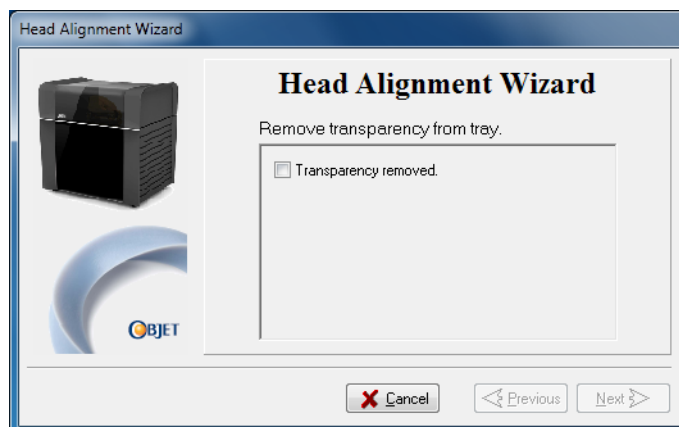 Head Alignment Wizard
Head Alignment Wizard
Remove transparency from tray.
Transparency removed.
OBJET
Cancel
Previous
Next